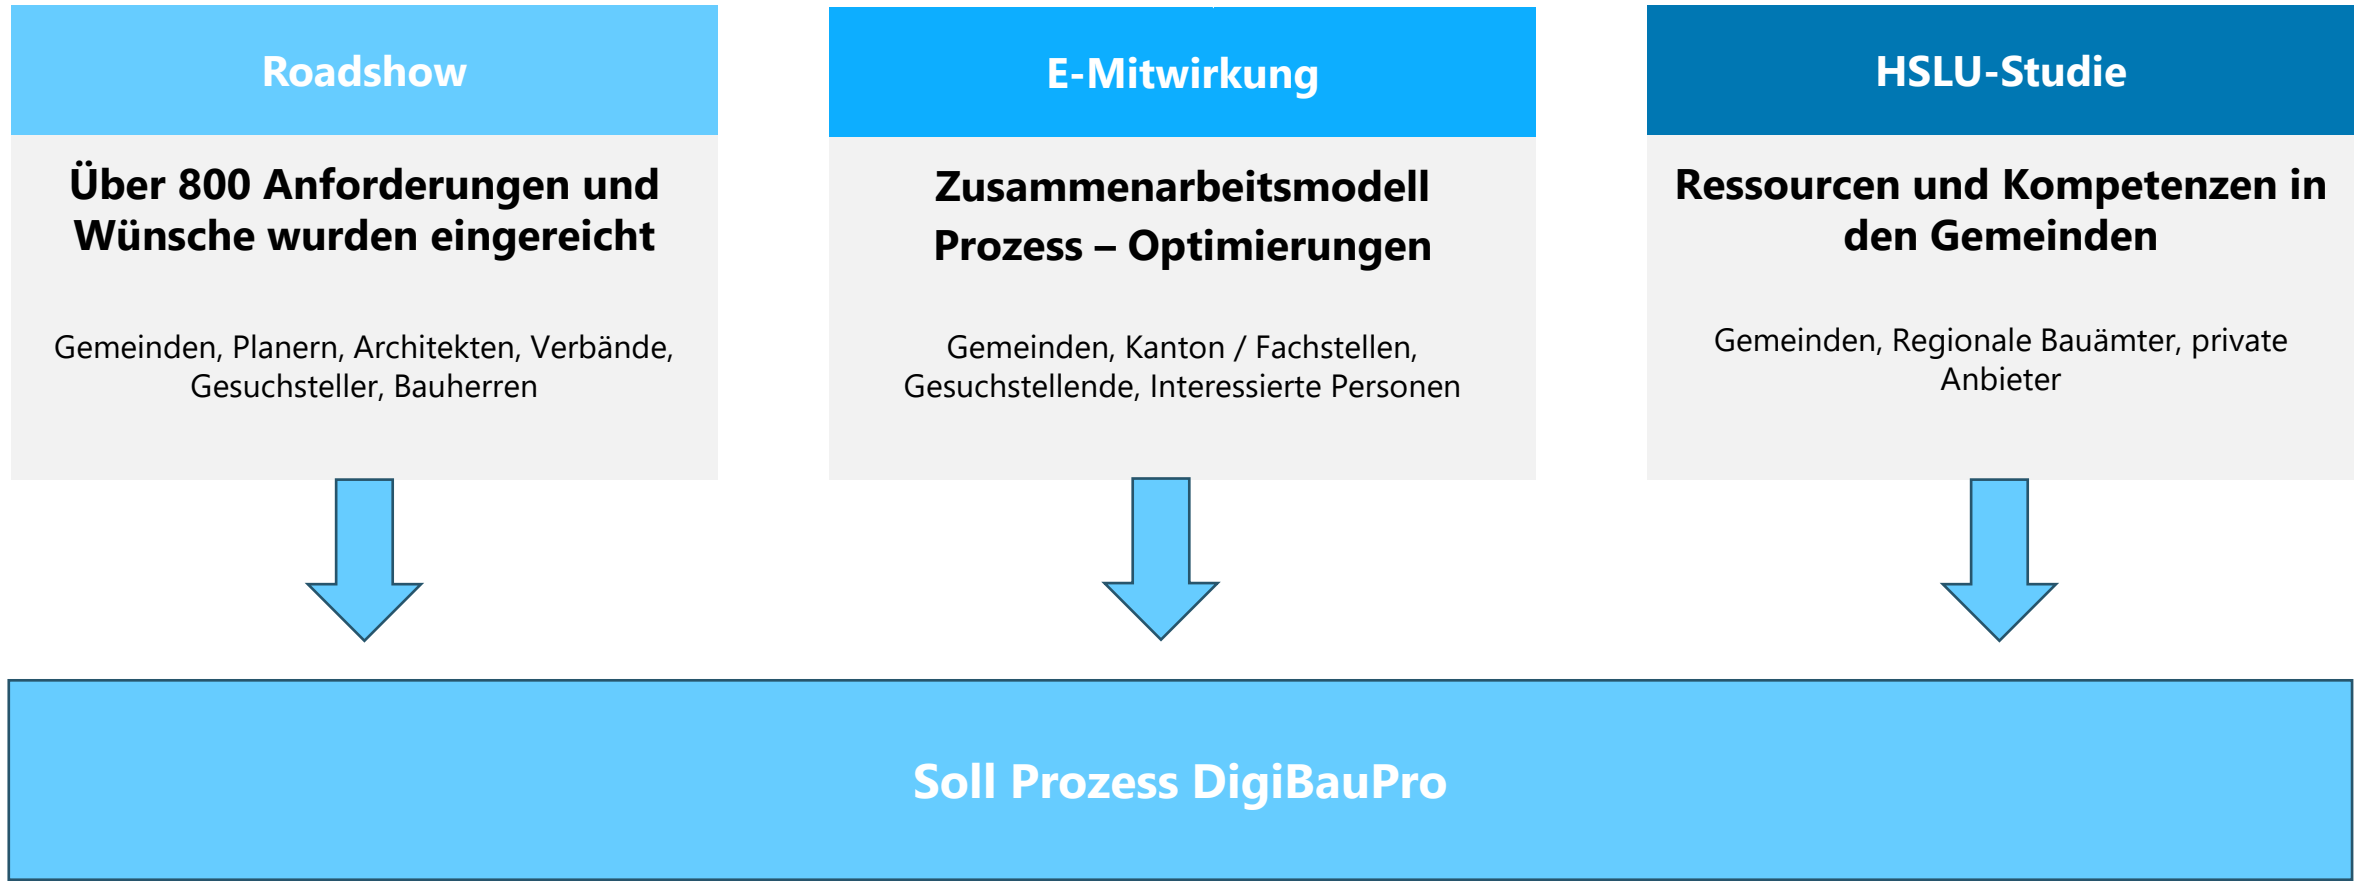 Roadshow
Über 800 Anforderungen und
Wünsche wurden eingereicht
Gemeinden, Planern, Architekten, Verbände,
Gesuchsteller, Bauherren
E-Mitwirkung
Zusammenarbeitsmodell
Prozess – Optimierungen
Gemeinden, Kanton / Fachstellen,
Gesuchstellende, Interessierte Personen
HSLU-Studie
Ressourcen und Kompetenzen in
den Gemeinden
Gemeinden, Regionale Bauämter, private
Anbieter
Soll Prozess DigiBauPro